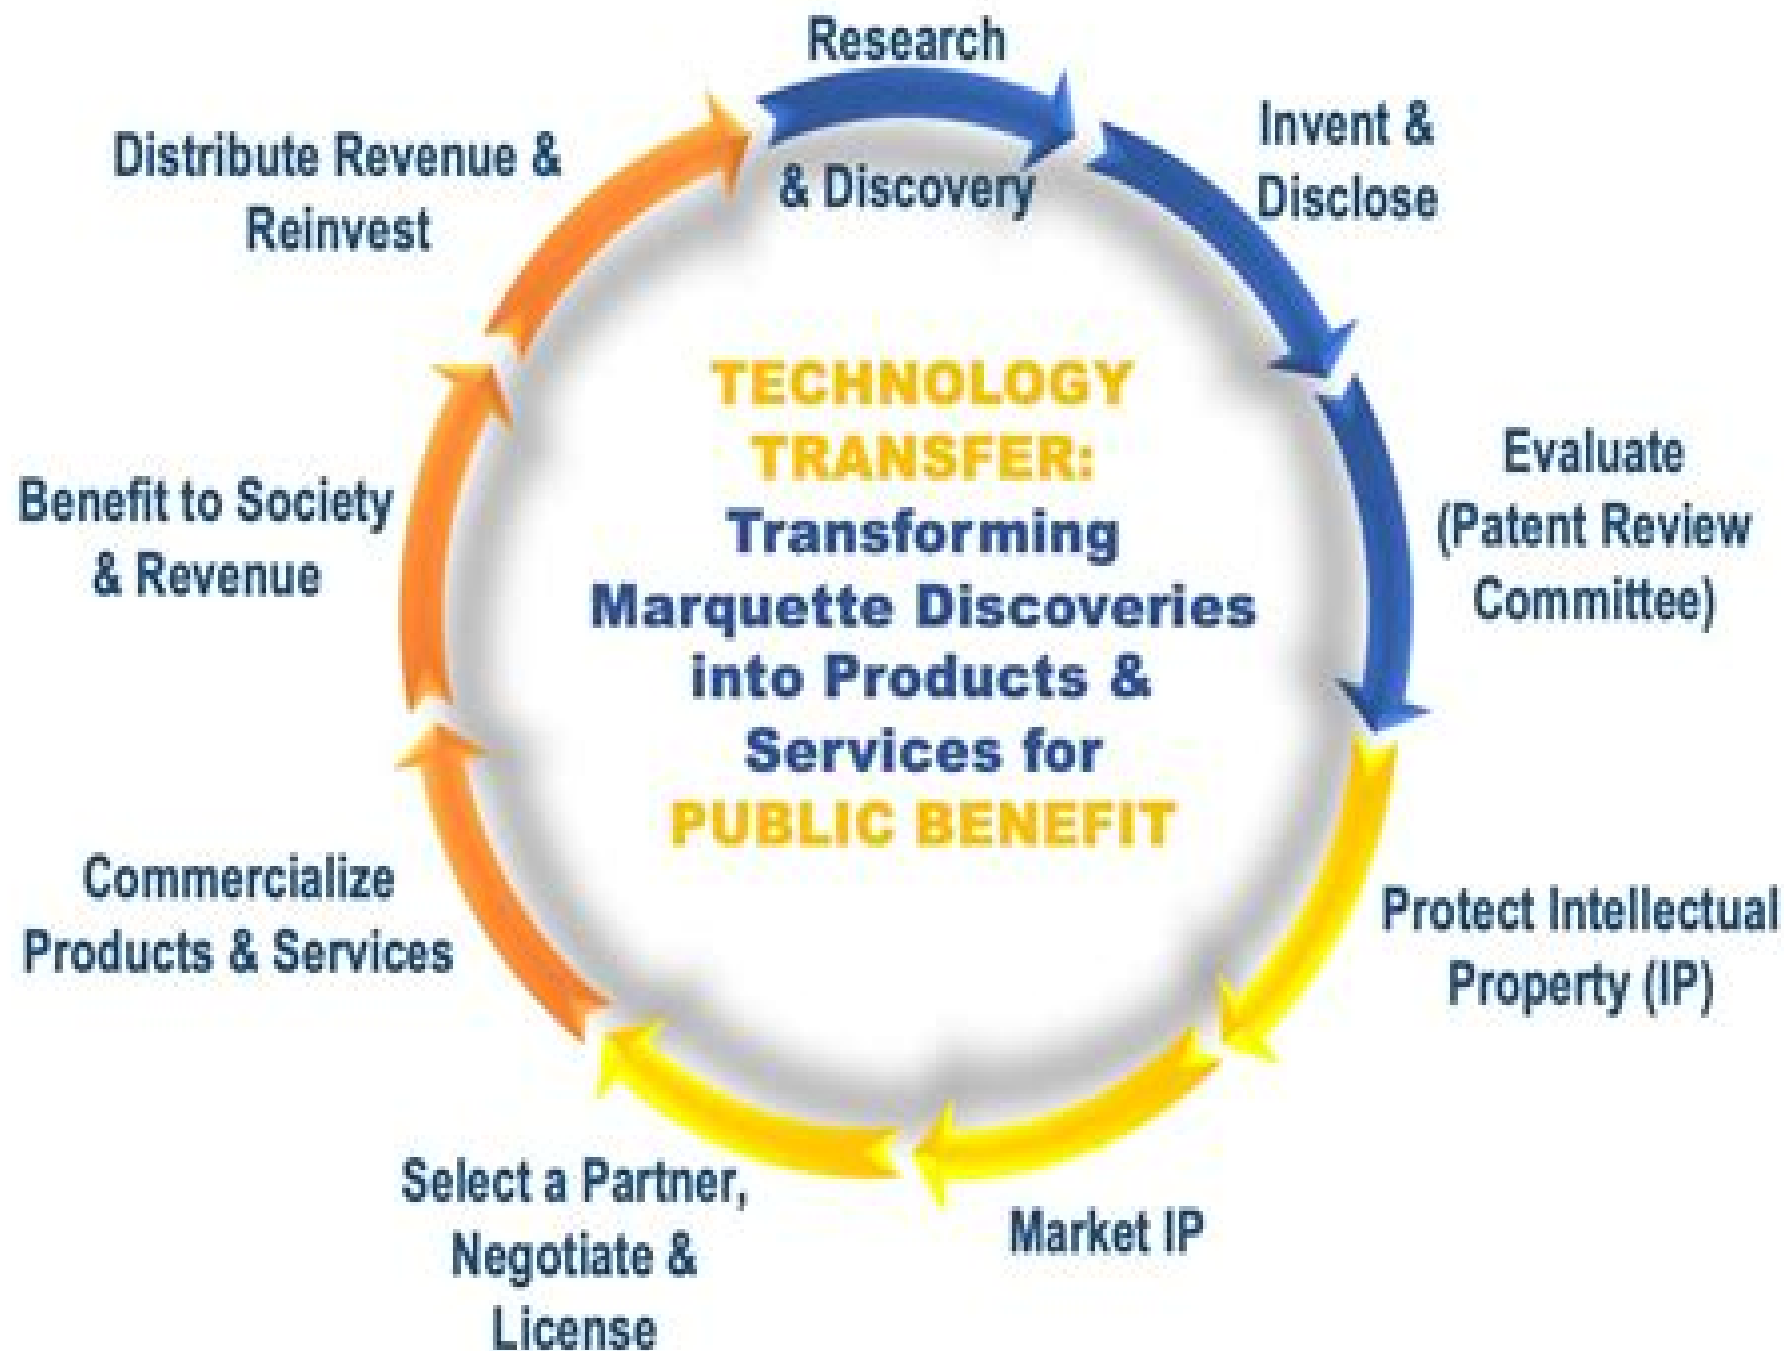 Research
& Discovery
Invent &
Disclose
Evaluate
(Patent Review
Committee)
Protect Intellectual
Property (IP)
Market IP
Select a Partner,
Negotiate &
License
Commercialize
Products & Services
Benefit to Society
& Revenue
Distribute Revenue &
Reinvest
TECHNOLOGY
TRANSFER:
Transforming
Marquette Discoveries
into Products &
Services for
PUBLIC BENEFIT